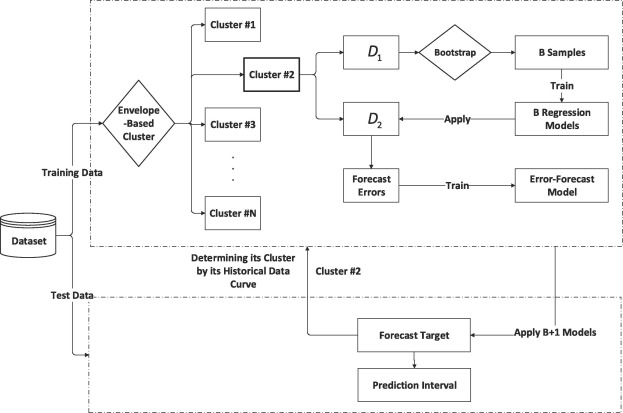 Cluster #1
Cluster #2
Cluster #3
.
.
.
Cluster #N
Envelope
-Based
Cluster
D1
Bootstrap
B Samples
Train
D2
Apply
B Regression
Models
Forecast
Errors
Train
Error-Forecast
Model
Training Data
Dataset
Test Data
Determining its Cluster
by its Historical Data
Curve
Cluster #2
Forecast Target
Apply B+1 Models
Prediction Interval